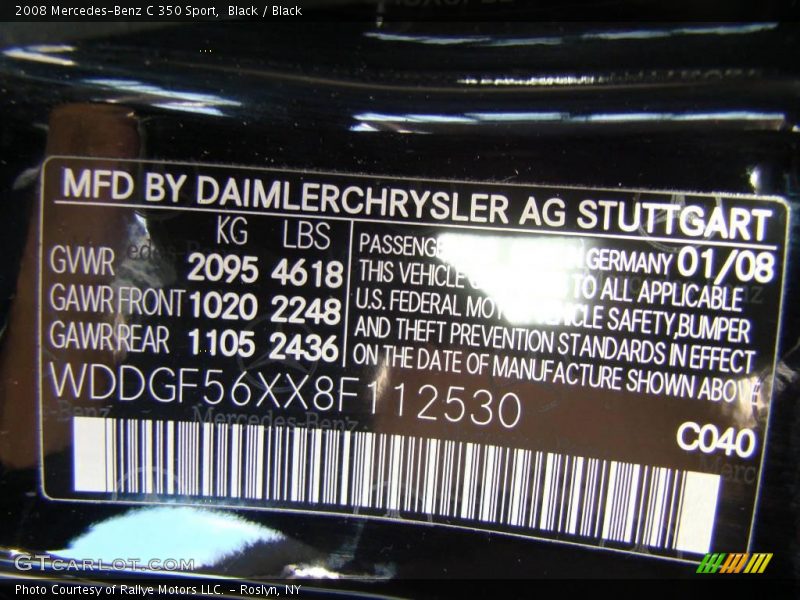 2008 Mercedes-Benz C 350 Sport,  Black / Black
MFD BY DAIMLERCHRYSLER AG STUTTGART
KG LBS
GVWR 2095 4618
GAWR FRONT 1020 2248
GAWR REAR 1105 2436
GERMANY 01/08
THIS VEHICLE TO ALL APPLICABLE
U.S. FEDERAL SAFETY, BUMPER
AND THEFT PREVENTION STANDARDS IN EFFECT
ON THE DATE OF MANUFACTURE SHOWN ABOVE
WDDGF56XX8F112530
Mercedes-Benz
C040
GTCARLOT.COM
Photo Courtesy of Rallye Motors LLC. – Roslyn, NY